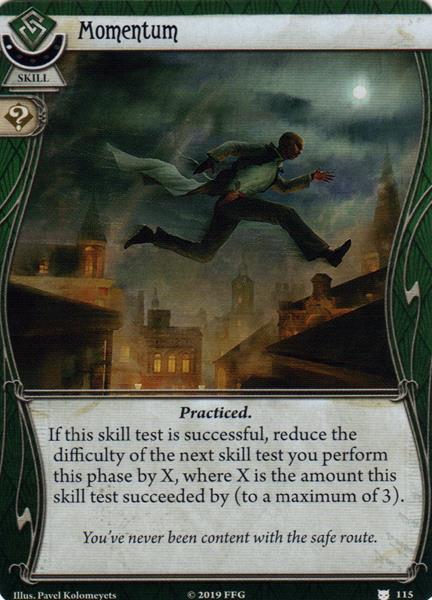 Momentum
SKILL
?
Practiced.
If this skill test is successful, reduce the
difficulty of the next skill test you perform
this phase by X, where X is the amount this
skill test succeeded by (to a maximum of 3).
You've never been content with the safe route.
Illus. Pavel Kolomeyets © 2019 FFG 115